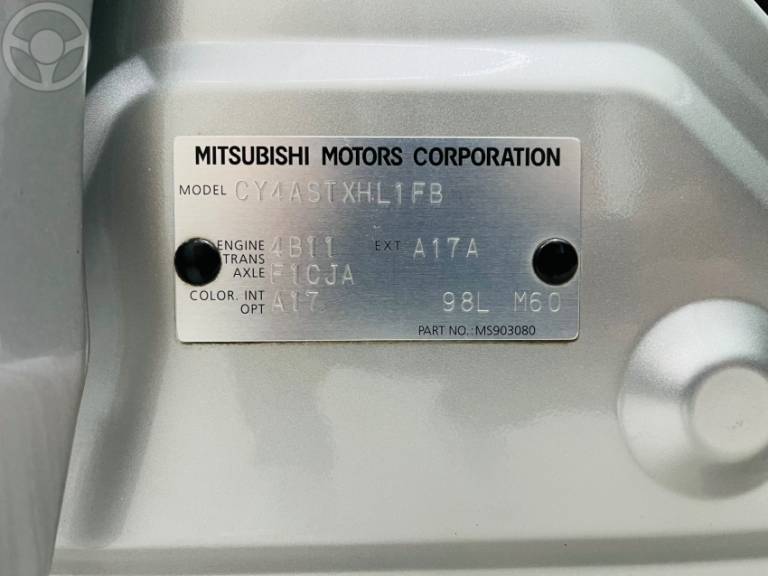 MITSUBISHI MOTORS CORPORATION
MODEL CY4ASTXHL1FB
ENGINE 4B11 EXT A17A
TRANS
AXLE F1CJA
COLOR. INT A17 98L M60
OPT
PART NO.: MS903080